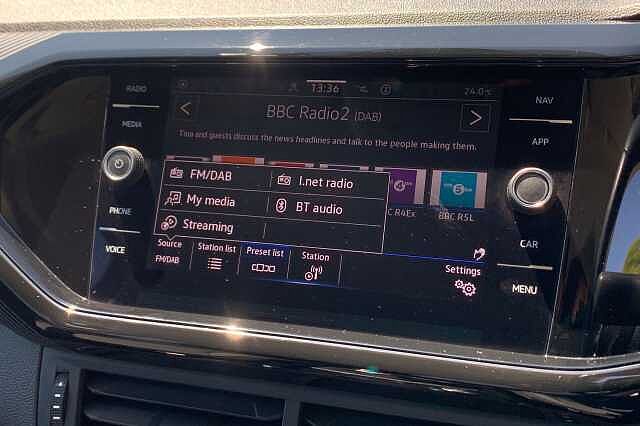 RADIO
MEDIA
PHONE
VOICE
13:36
24.0°C
BBC Radio2 (DAB)
Tina and guests discuss the news headlines and talk to the people making them.
FM/DAB
I.net radio
My media
BT audio
Streaming
C R4Ex
BBC R5L
Source
FM/DAB
Station list
Preset list
Station
Settings
NAV
APP
CAR
MENU